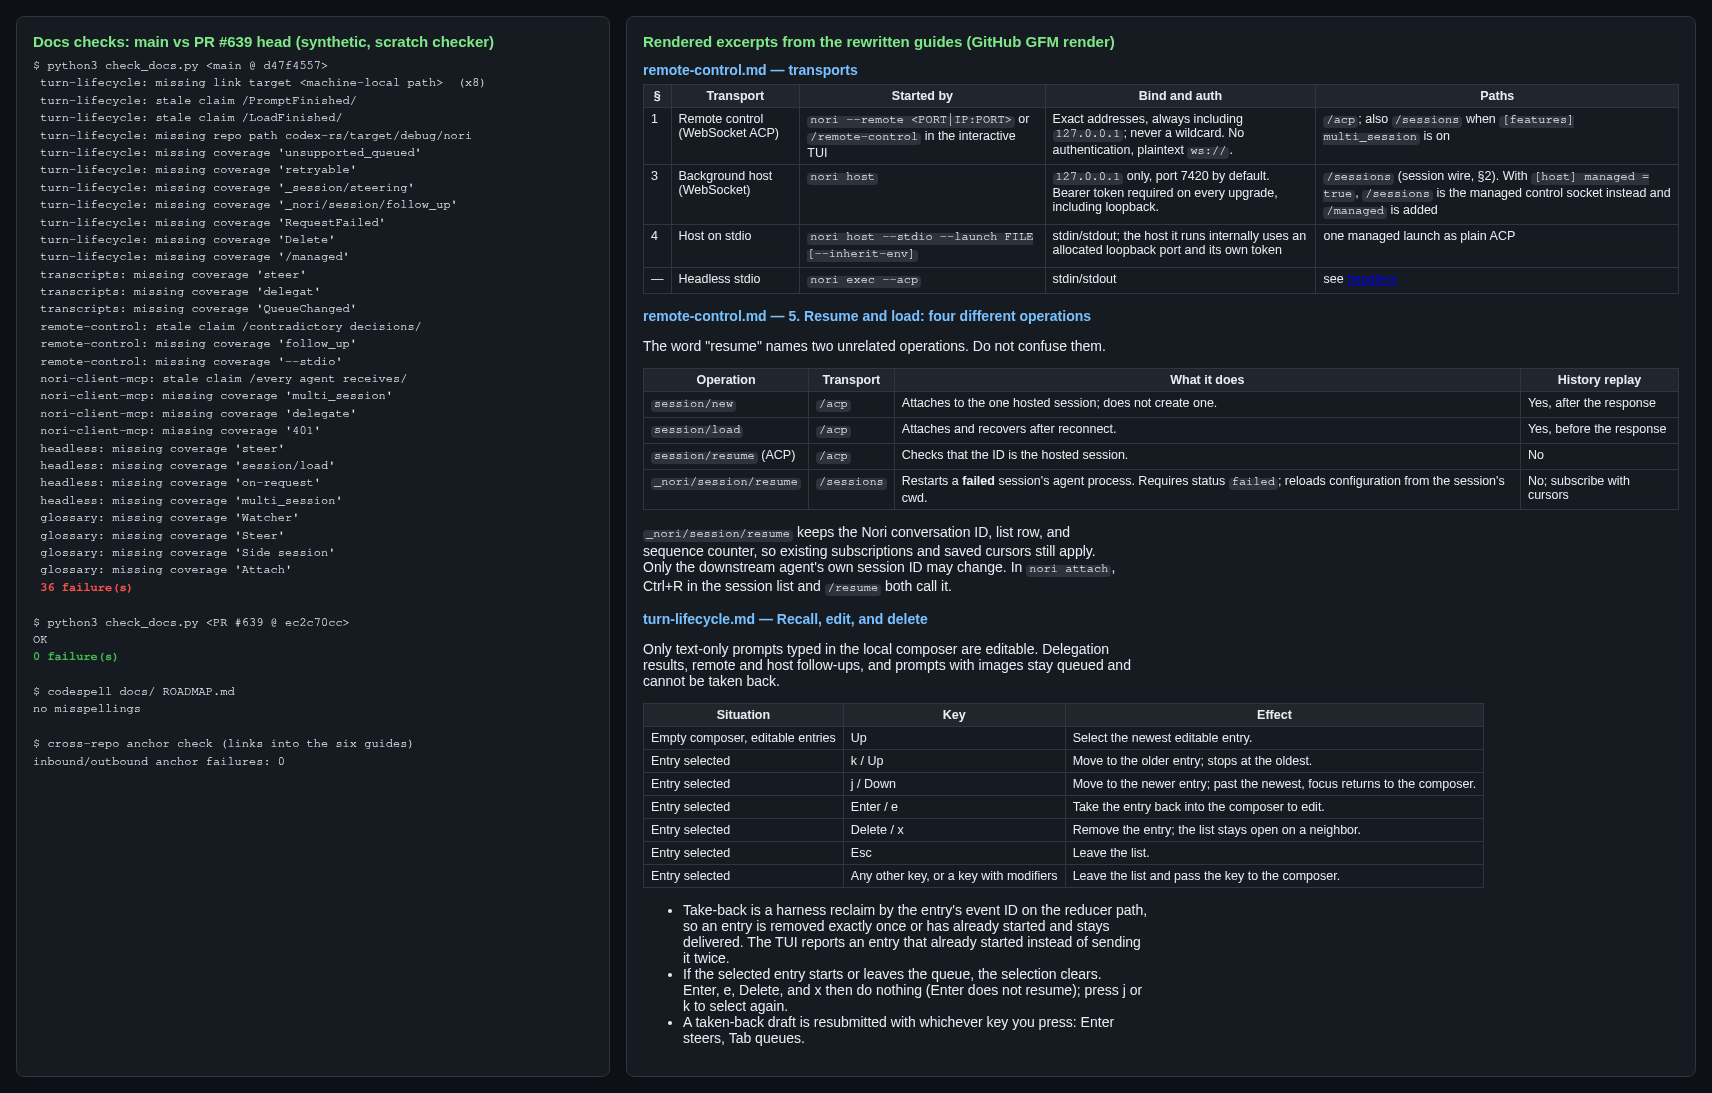 Docs checks: main vs PR #639 head (synthetic, scratch checker)
$ python3 check_docs.py <main @ d47f4557>
turn-lifecycle: missing link target <machine-local path>  (x8)
turn-lifecycle: stale claim /PromptFinished/
turn-lifecycle: stale claim /LoadFinished/
turn-lifecycle: missing repo path codex-rs/target/debug/nori
turn-lifecycle: missing coverage 'unsupported_queued'
turn-lifecycle: missing coverage 'retryable'
turn-lifecycle: missing coverage '_session/steering'
turn-lifecycle: missing coverage '_nori/session/follow_up'
turn-lifecycle: missing coverage 'RequestFailed'
turn-lifecycle: missing coverage 'Delete'
turn-lifecycle: missing coverage '/managed'
transcripts: missing coverage 'steer'
transcripts: missing coverage 'delegat'
transcripts: missing coverage 'QueueChanged'
remote-control: stale claim /contradictory decisions/
remote-control: missing coverage 'follow_up'
remote-control: missing coverage '--stdio'
nori-client-mcp: stale claim /every agent receives/
nori-client-mcp: missing coverage 'multi_session'
nori-client-mcp: missing coverage 'delegate'
nori-client-mcp: missing coverage '401'
headless: missing coverage 'steer'
headless: missing coverage 'session/load'
headless: missing coverage 'on-request'
headless: missing coverage 'multi_session'
glossary: missing coverage 'Watcher'
glossary: missing coverage 'Steer'
glossary: missing coverage 'Side session'
glossary: missing coverage 'Attach'
36 failure(s)
$ python3 check_docs.py <PR #639 @ ec2c70cc>
OK
0 failure(s)
$ codespell docs/ ROADMAP.md
no misspellings
$ cross-repo anchor check (links into the six guides)
inbound/outbound anchor failures: 0
Rendered excerpts from the rewritten guides (GitHub GFM render)
remote-control.md — transports
§ Transport Started by Bind and auth Paths
1 Remote control (WebSocket ACP) nori --remote <PORT|IP:PORT> or /remote-control in the interactive TUI Exact addresses, always including 127.0.0.1; never a wildcard. No authentication, plaintext ws://. /acp; also /sessions when [features] multi_session is on
3 Background host (WebSocket) nori host 127.0.0.1 only, port 7420 by default. Bearer token required on every upgrade, including loopback. /sessions (session wire, §2). With [host] managed = true, /sessions is the managed control socket instead and /managed is added
4 Host on stdio nori host --stdio --launch FILE [--inherit-env] stdin/stdout; the host it runs internally uses an allocated loopback port and its own token one managed launch as plain ACP
— Headless stdio nori exec --acp stdin/stdout see headless
remote-control.md — 5. Resume and load: four different operations
The word "resume" names two unrelated operations. Do not confuse them.
Operation Transport What it does History replay
session/new /acp Attaches to the one hosted session; does not create one. Yes, after the response
session/load /acp Attaches and recovers after reconnect. Yes, before the response
session/resume (ACP) /acp Checks that the ID is the hosted session. No
_nori/session/resume /sessions Restarts a failed session's agent process. Requires status failed; reloads configuration from the session's cwd. No; subscribe with cursors
_nori/session/resume keeps the Nori conversation ID, list row, and
sequence counter, so existing subscriptions and saved cursors still apply.
Only the downstream agent's own session ID may change. In nori attach,
Ctrl+R in the session list and /resume both call it.
turn-lifecycle.md — Recall, edit, and delete
Only text-only prompts typed in the local composer are editable. Delegation
results, remote and host follow-ups, and prompts with images stay queued and
cannot be taken back.
Situation Key Effect
Empty composer, editable entries Up Select the newest editable entry.
Entry selected k / Up Move to the older entry; stops at the oldest.
Entry selected j / Down Move to the newer entry; past the newest, focus returns to the composer.
Entry selected Enter / e Take the entry back into the composer to edit.
Entry selected Delete / x Remove the entry; the list stays open on a neighbor.
Entry selected Esc Leave the list.
Entry selected Any other key, or a key with modifiers Leave the list and pass the key to the composer.
• Take-back is a harness reclaim by the entry's event ID on the reducer path,
so an entry is removed exactly once or has already started and stays
delivered. The TUI reports an entry that already started instead of sending
it twice.
• If the selected entry starts or leaves the queue, the selection clears.
Enter, e, Delete, and x then do nothing (Enter does not resume); press j or
k to select again.
• A taken-back draft is resubmitted with whichever key you press: Enter
steers, Tab queues.